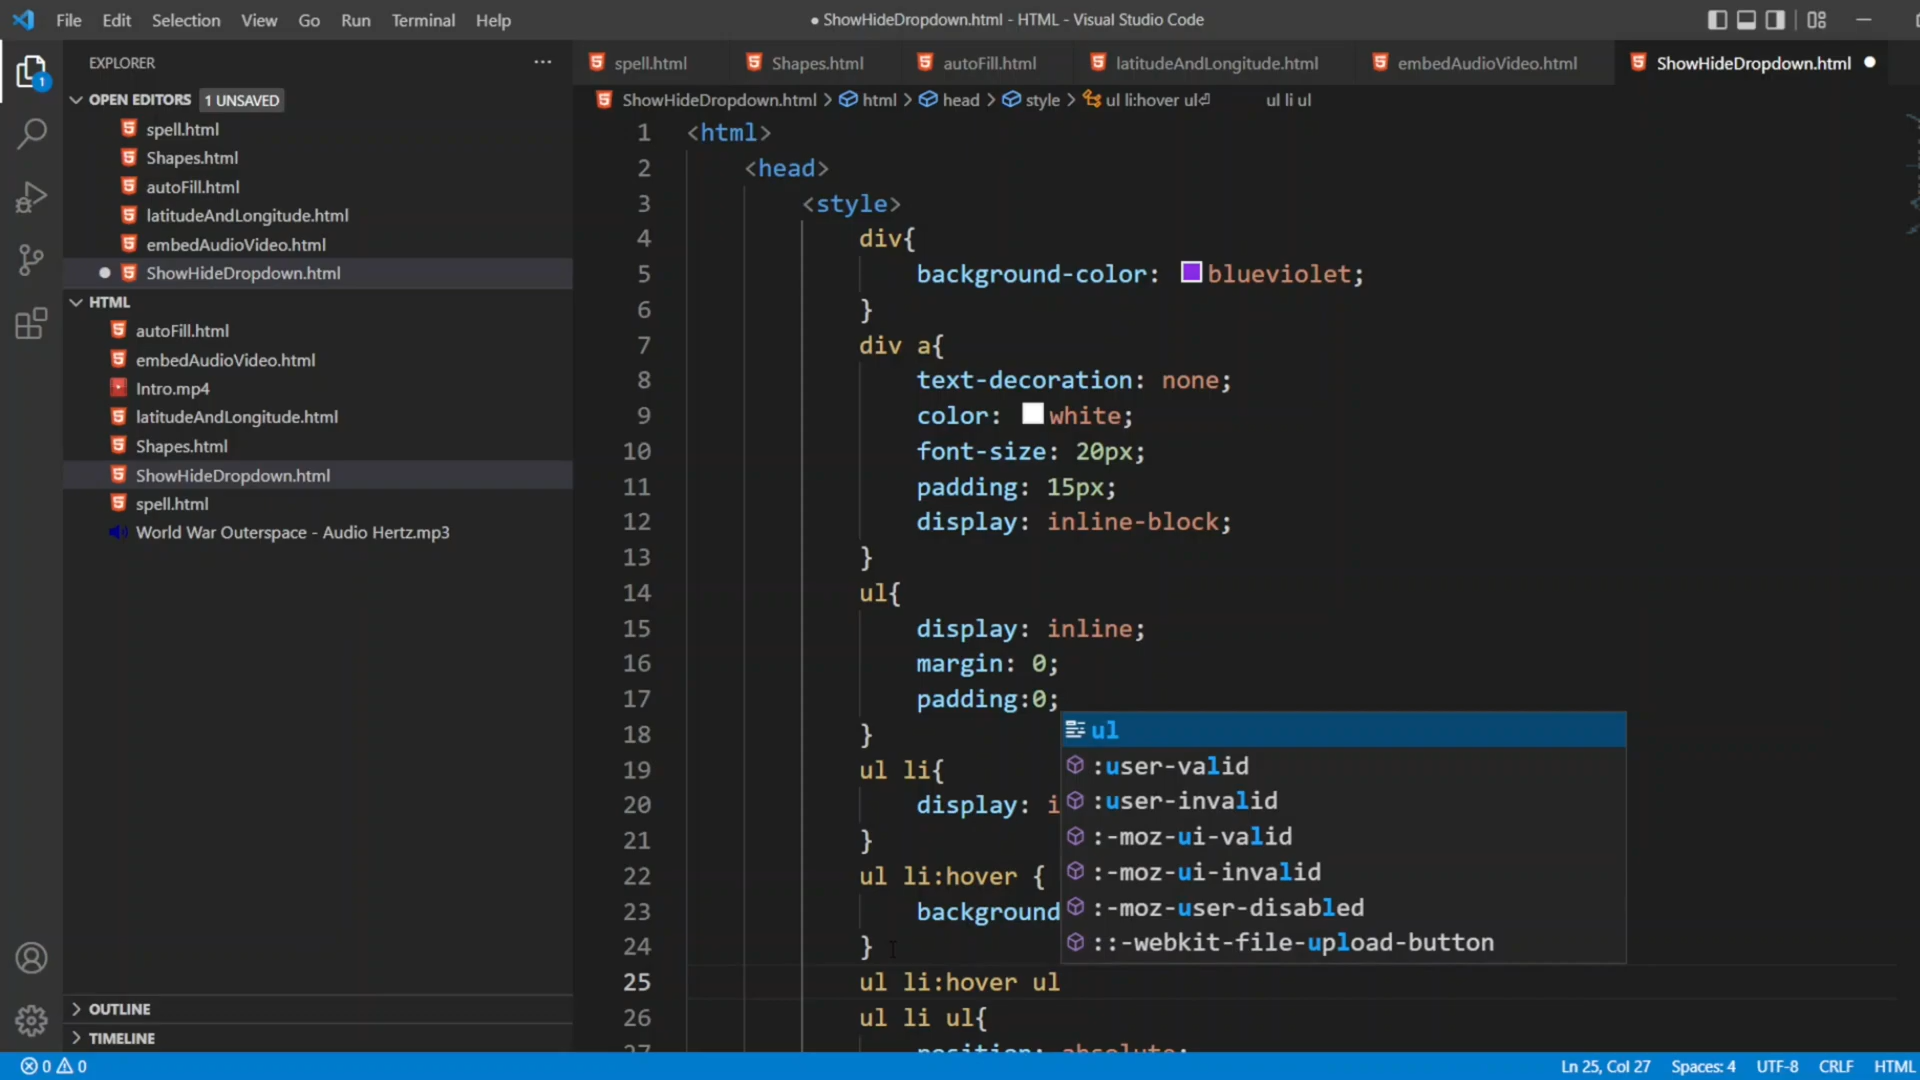 File Edit Selection View Go Run Terminal Help
● ShowHideDropdown.html - HTML - Visual Studio Code
EXPLORER
spell.html
Shapes.html
autoFill.html
latitudeAndLongitude.html
embedAudioVideo.html
ShowHideDropdown.html
OPEN EDITORS 1 UNSAVED
spell.html
Shapes.html
autoFill.html
latitudeAndLongitude.html
embedAudioVideo.html
ShowHideDropdown.html
HTML
autoFill.html
embedAudioVideo.html
Intro.mp4
latitudeAndLongitude.html
Shapes.html
ShowHideDropdown.html
spell.html
World War Outerspace - Audio Hertz.mp3
OUTLINE
TIMELINE
1
ShowHideDropdown.html > html > head > style > ul li:hover ul⏎ ul li ul
1 <html>
2 <head>
3 <style>
4 div{
5 background-color: blueviolet;
6 }
7 div a{
8 text-decoration: none;
9 color: white;
10 font-size: 20px;
11 padding: 15px;
12 display: inline-block;
13 }
14 ul{
15 display: inline;
16 margin: 0;
17 padding:0;
18 }
19 ul li{
20 display: i
21 }
22 ul li:hover {
23 background
24 }
25 ul li:hover ul
26 ul li ul{
27 position: absolute;
ul
:user-valid
:user-invalid
:-moz-ui-valid
:-moz-ui-invalid
:-moz-user-disabled
::-webkit-file-upload-button
0 0
Ln 25, Col 27 Spaces: 4 UTF-8 CRLF HTML